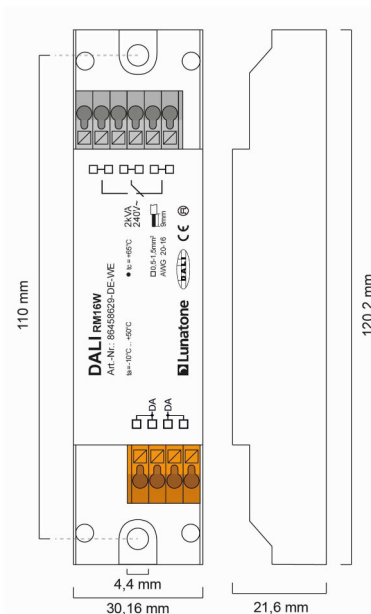 2kVA
240V~
9mm
• tc = +65°C
0.5-1,5mm²
AWG 20-16
DALI
DALI RM16W
Art.-Nr.: 86458629-DE-WE
ta=-10°C ... +50°C
Lunatone
DA
DA
110 mm
120,2 mm
4,4 mm
30,16 mm
21,6 mm